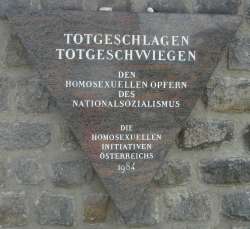 TOTGESCHLAGEN
TOTGESCHWIEGEN
DEN
HOMOSEXUELLEN OPFERN
DES
NATIONALSOZIALISMUS
DIE
HOMOSEXUELLEN
INITIATIVEN
ÖSTERREICHS
1984